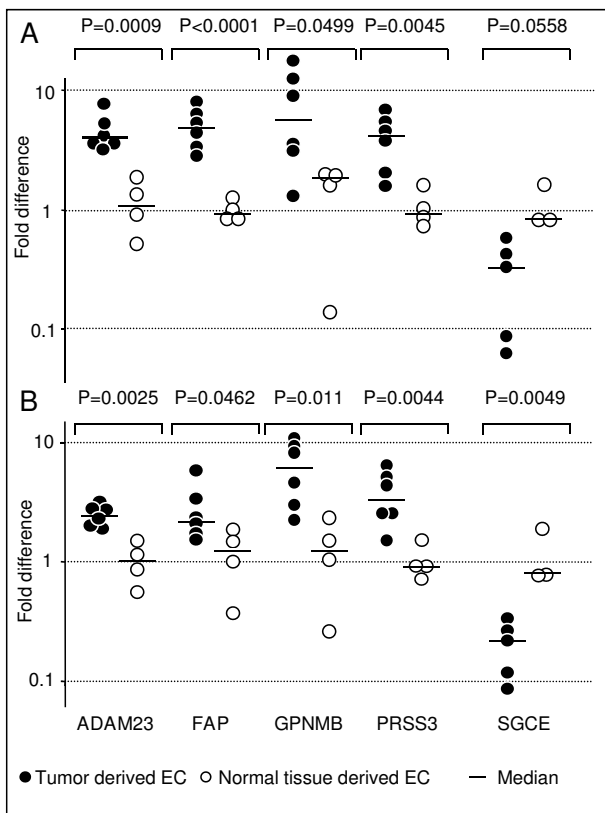 A
P=0.0009 P<0.0001 P=0.0499 P=0.0045 P=0.0558
10
1
0.1
Fold difference
B
P=0.0025 P=0.0462 P=0.011 P=0.0044 P=0.0049
10
1
0.1
Fold difference
ADAM23 FAP GPNMB PRSS3 SGCE
Tumor derived EC Normal tissue derived EC Median